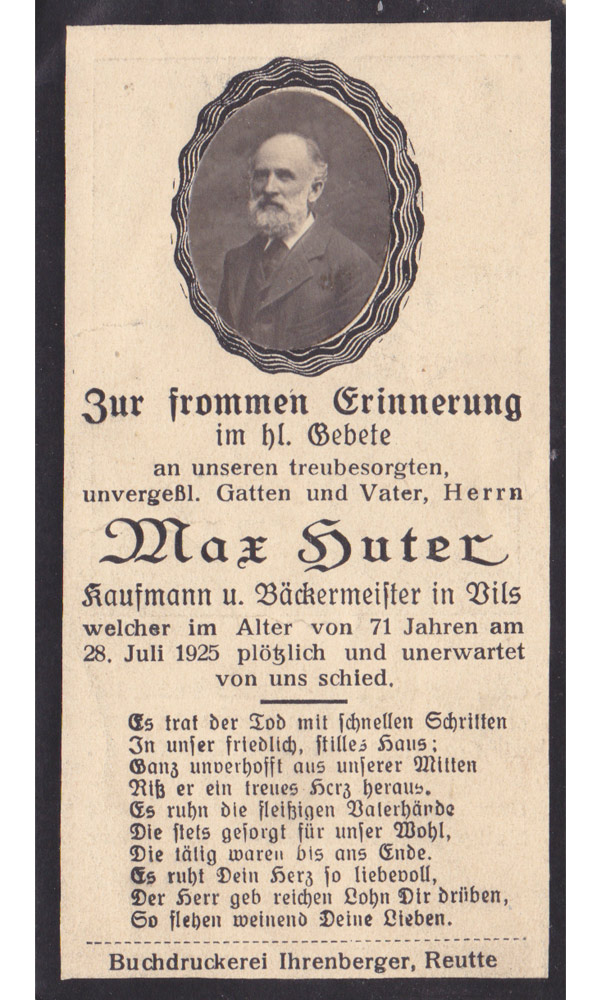 Zur frommen Erinnerung
im hl. Gebete
an unseren treubesorgten,
unvergeßl. Gatten und Vater, Herrn
Max Huter
Kaufmann u. Bäckermeister in Vils
welcher im Alter von 71 Jahren am
28. Juli 1925 plötzlich und unerwartet
von uns schied.
Es trat der Tod mit schnellen Schritten
In unser friedlich, stilles Haus;
Ganz unverhofft aus unserer Mitten
Riß er ein treues Herz heraus.
Es ruhn die fleißigen Vaterhände
Die stets gesorgt für unser Wohl,
Die tätig waren bis ans Ende.
Es ruht Dein Herz so liebevoll,
Der Herr geb reichen Lohn Dir drüben,
So flehen weinend Deine Lieben.
Buchdruckerei Ihrenberger, Reutte